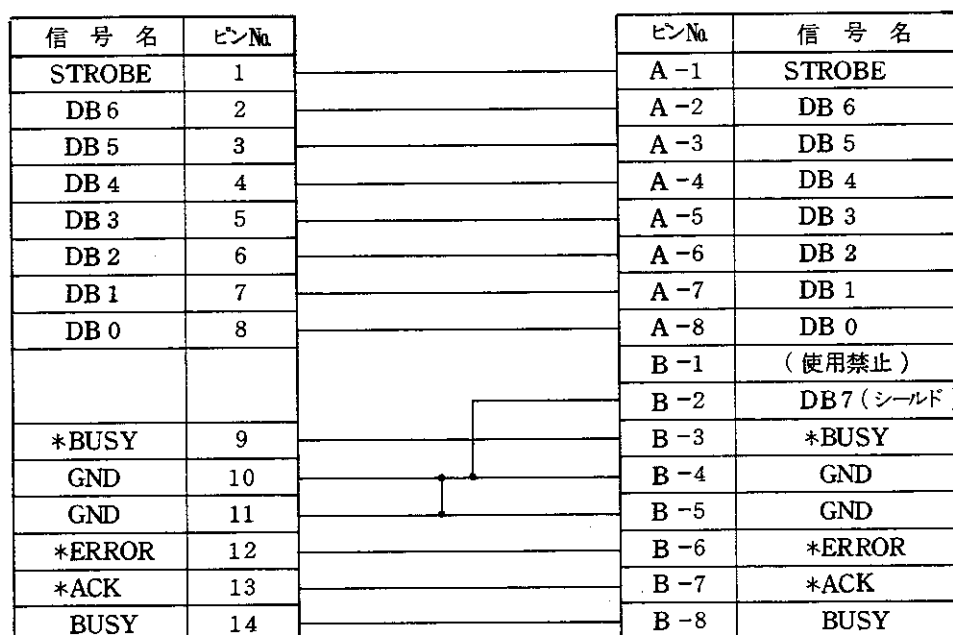 信号名 ピン№ ピン№ 信号名
STROBE 1 A-1 STROBE
DB6 2 A-2 DB6
DB5 3 A-3 DB5
DB4 4 A-4 DB4
DB3 5 A-5 DB3
DB2 6 A-6 DB2
DB1 7 A-7 DB1
DB0 8 A-8 DB0
B-1 (使用禁止)
B-2 DB7(シールド)
*BUSY 9 B-3 *BUSY
GND 10 B-4 GND
GND 11 B-5 GND
*ERROR 12 B-6 *ERROR
*ACK 13 B-7 *ACK
BUSY 14 B-8 BUSY